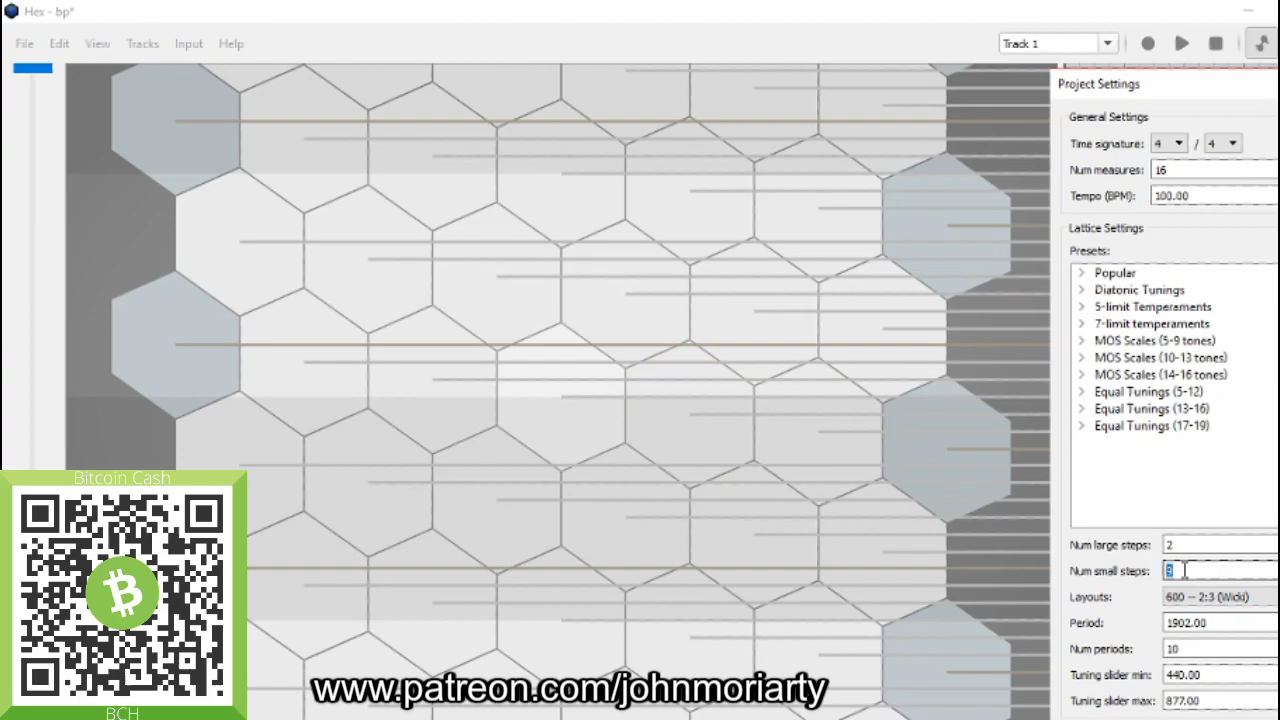 Hex - bp*
File Edit View Tracks Input Help
Track 1
Project Settings
General Settings
Time signature: 4 / 4
Num measures: 16
Tempo (BPM): 100.00
Lattice Settings
Presets:
Popular
Diatonic Tunings
5-limit Temperaments
7-limit temperaments
MOS Scales (5-9 tones)
MOS Scales (10-13 tones)
MOS Scales (14-16 tones)
Equal Tunings (5-12)
Equal Tunings (13-16)
Equal Tunings (17-19)
Num large steps: 2
Num small steps:
Layouts: 600 -- 2:3 (Wicki)
Period: 1902.00
Num periods: 10
Tuning slider min: 440.00
Tuning slider max: 877.00
Bitcoin Cash
BCH
www.patreon.com/johnmoriarty